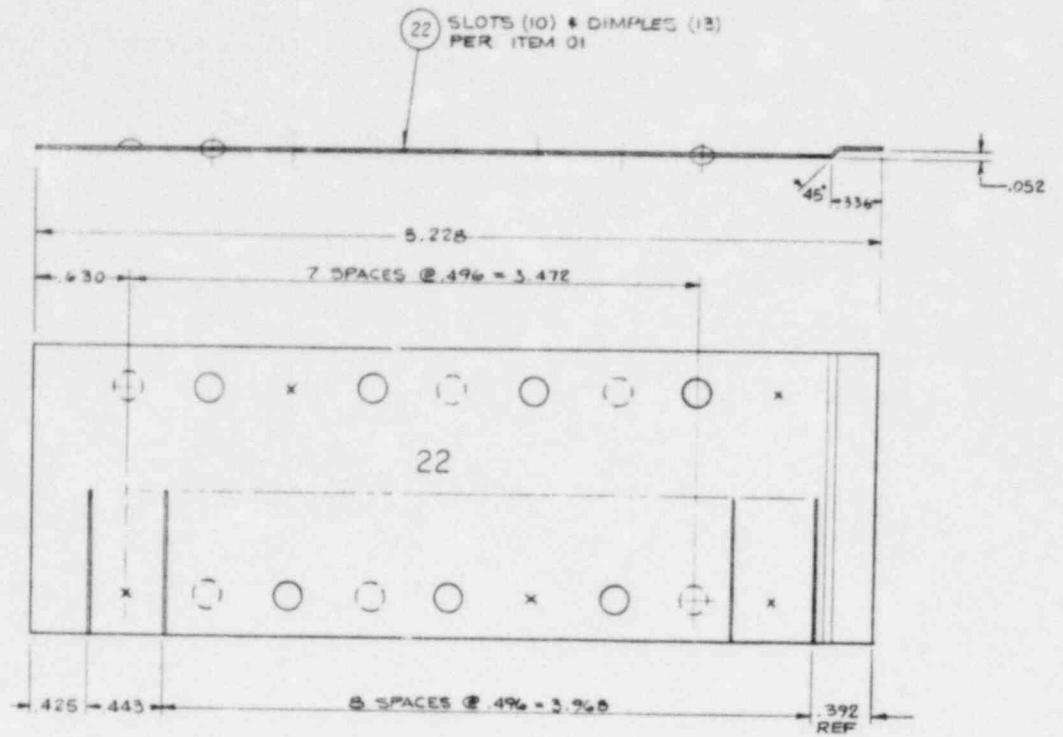 22 SLOTS (10) & DIMPLES (13)
PER ITEM 01
45°
.336
.052
5.228
.630
7 SPACES @ .496 = 3.472
22
.425
.443
8 SPACES @ .496 = 3.968
.392
REF